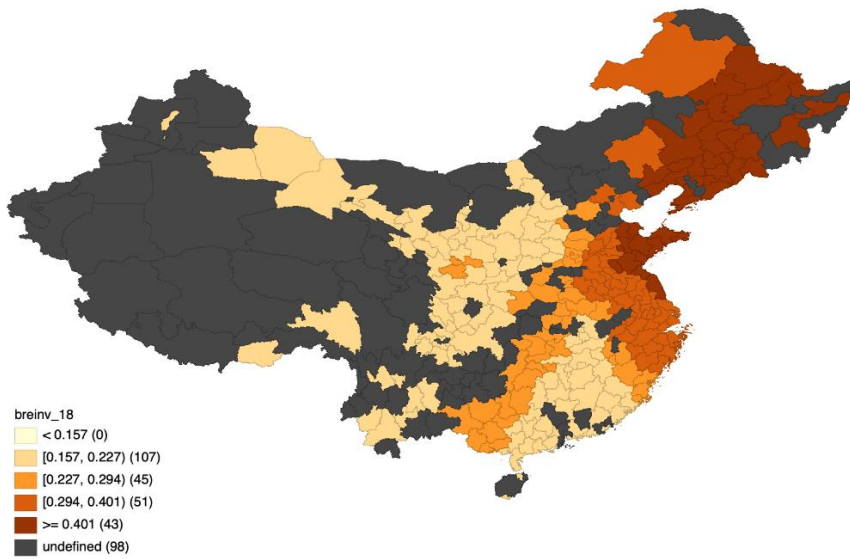 breinv_18
< 0.157 (0)
[0.157, 0.227) (107)
[0.227, 0.294) (45)
[0.294, 0.401) (51)
>= 0.401 (43)
undefined (98)